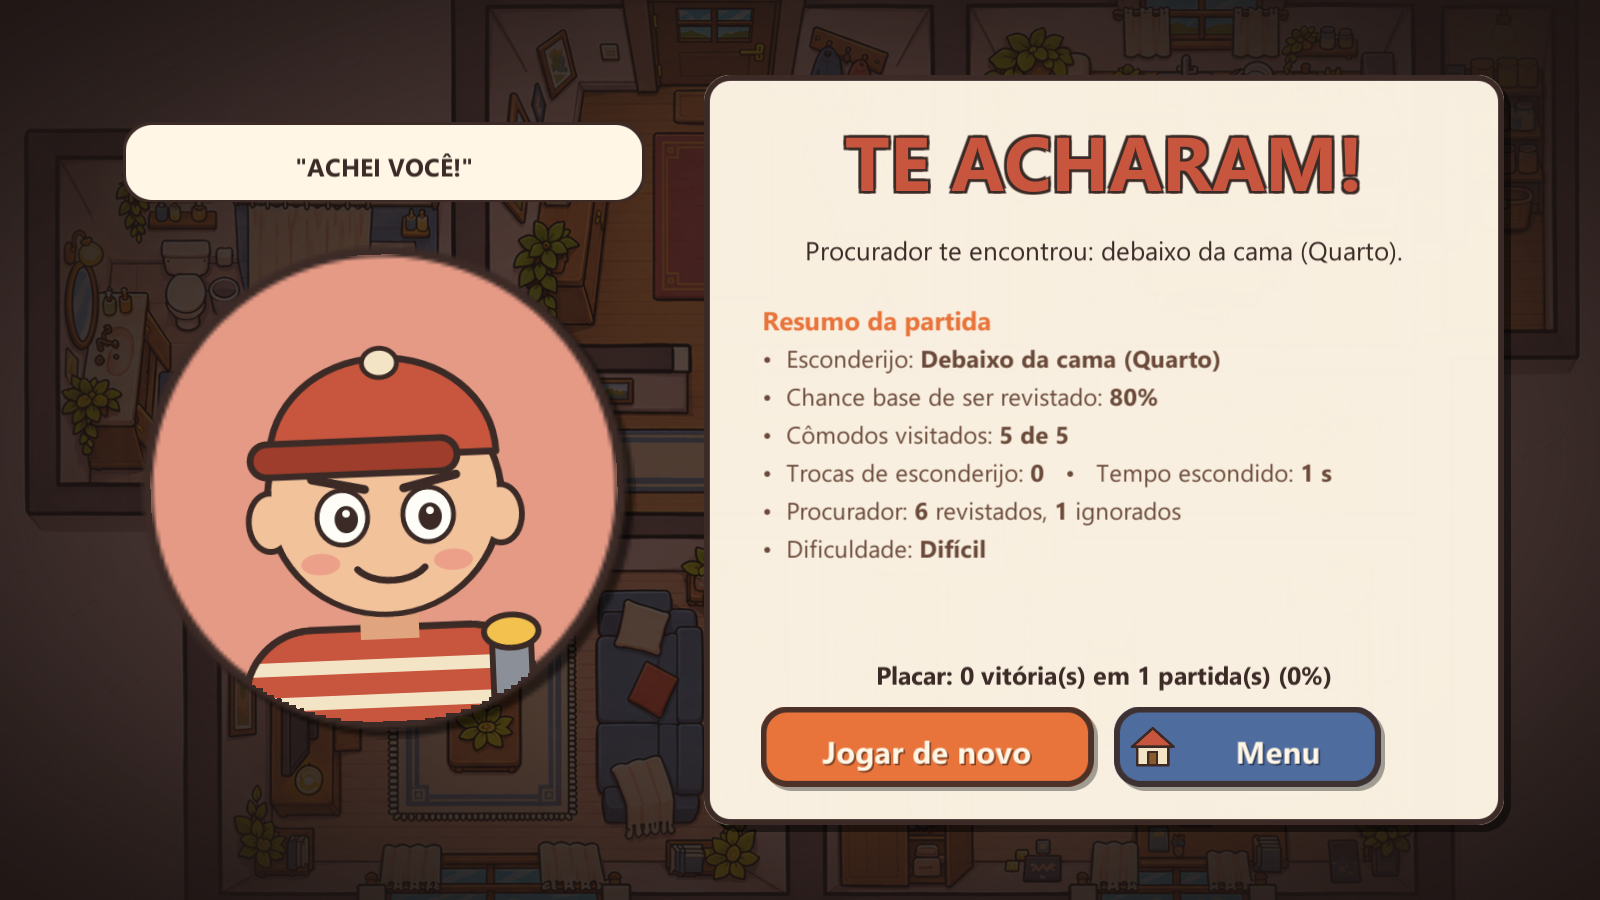 "ACHEI VOCÊ!"
TE ACHARAM!
Procurador te encontrou: debaixo da cama (Quarto).
Resumo da partida
• Esconderijo: Debaixo da cama (Quarto)
• Chance base de ser revistado: 80%
• Cômodos visitados: 5 de 5
• Trocas de esconderijo: 0 • Tempo escondido: 1 s
• Procurador: 6 revistados, 1 ignorados
• Dificuldade: Difícil
Placar: 0 vitória(s) em 1 partida(s) (0%)
Jogar de novo
Menu